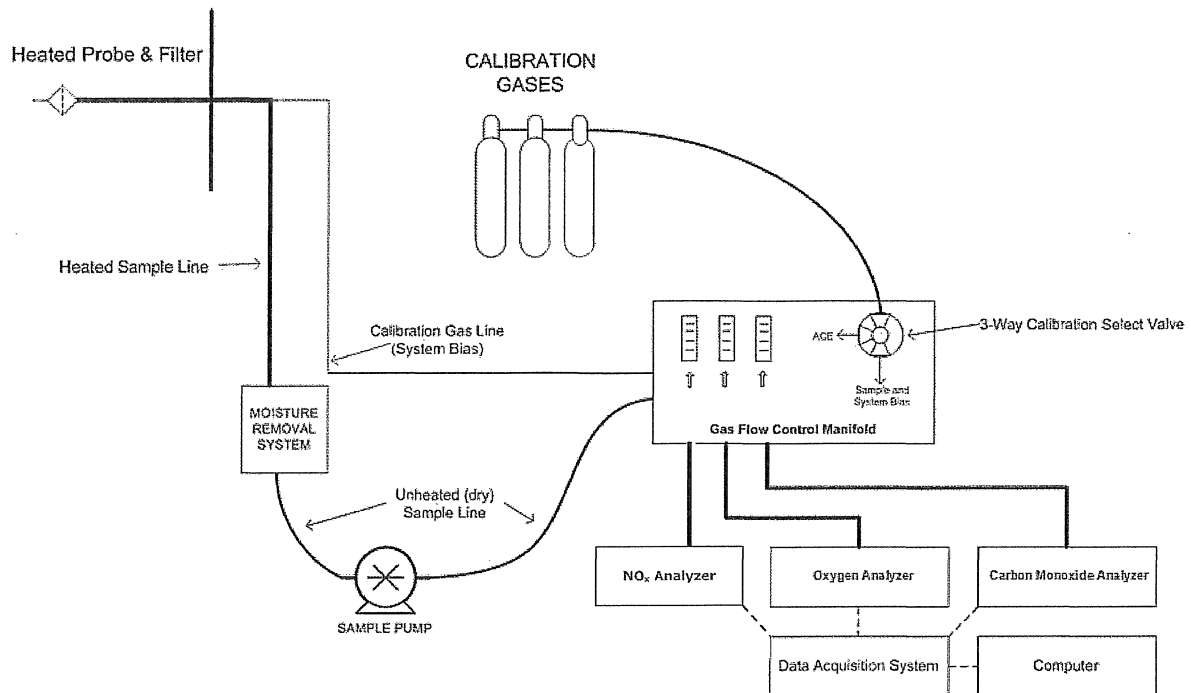 Heated Probe & Filter
CALIBRATION
GASES
Heated Sample Line
Calibration Gas Line
(System Bias)
ACE
3-Way Calibration Select Valve
Sample and
System Bias
Gas Flow Control Manifold
MOISTURE
REMOVAL
SYSTEM
Unheated (dry)
Sample Line
SAMPLE PUMP
NOx Analyzer
Oxygen Analyzer
Carbon Monoxide Analyzer
Data Acquisition System
Computer